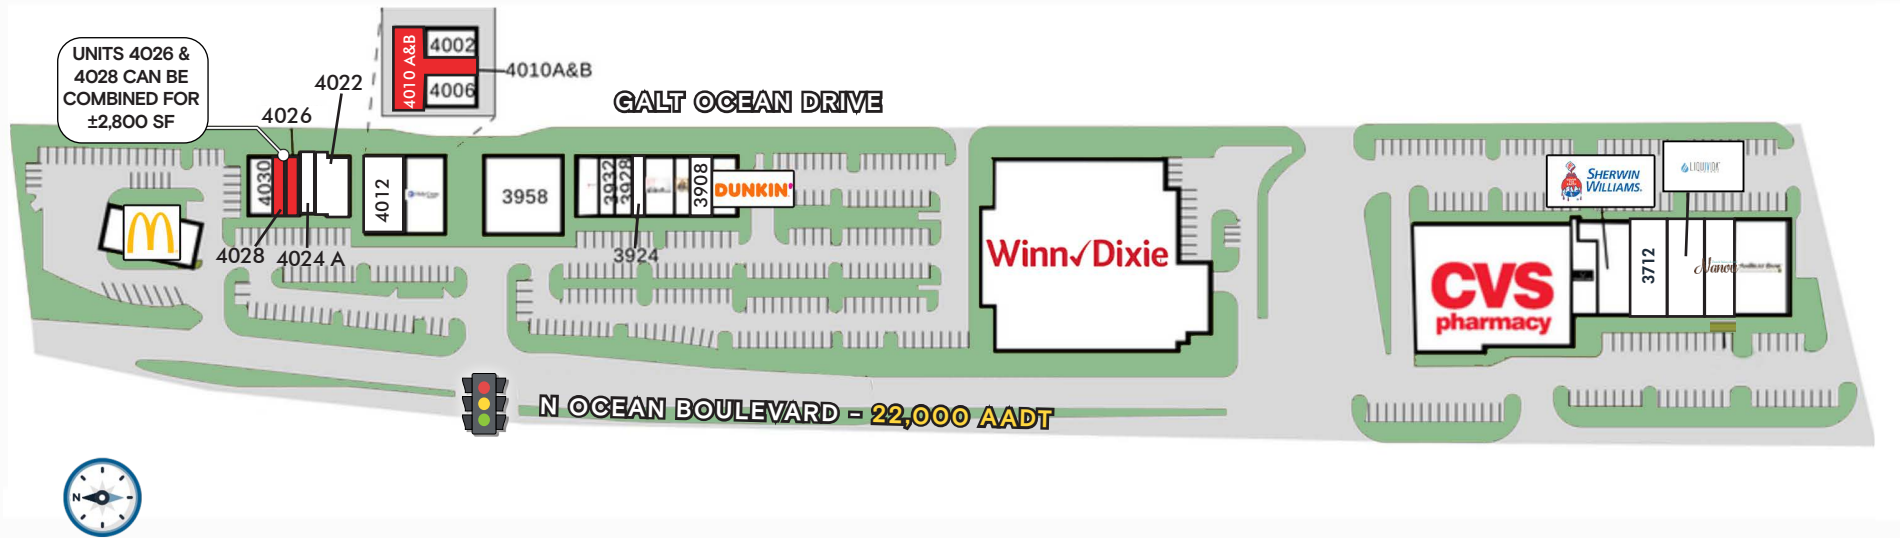 UNITS 4026 &
4028 CAN BE
COMBINED FOR
±2,800 SF
4010 A&B
4002
4006
4010A&B
4022
4026
GALT OCEAN DRIVE
4030
4012
3958
3932
3928
3908
DUNKIN'
SHERWIN
WILLIAMS.
LIQUIVIDA
4028
4024 A
3924
Winn Dixie
CVS
pharmacy
3712
Nanou
N OCEAN BOULEVARD - 22,000 AADT
N